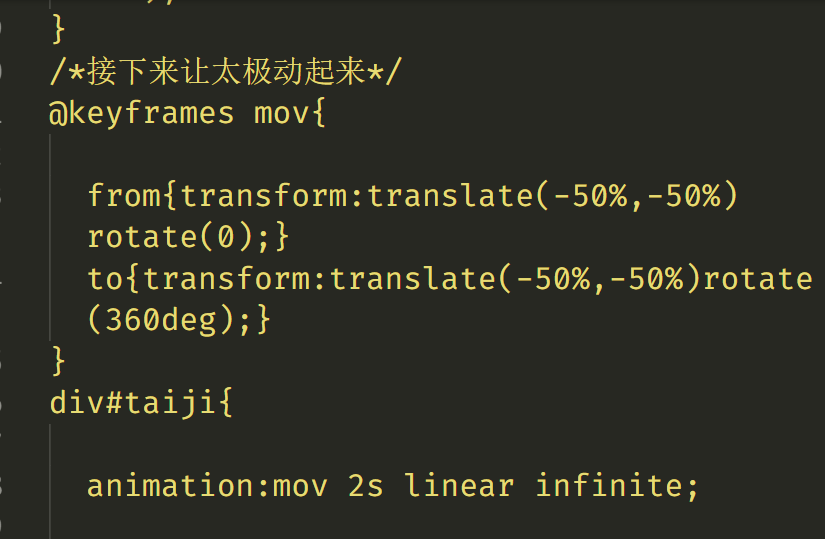 }
/*接下来让太极动起来*/
@keyframes mov{
from{transform:translate(-50%,-50%)
rotate(0);}
to{transform:translate(-50%,-50%)rotate
(360deg);}
}
div#taiji{
animation:mov 2s linear infinite;